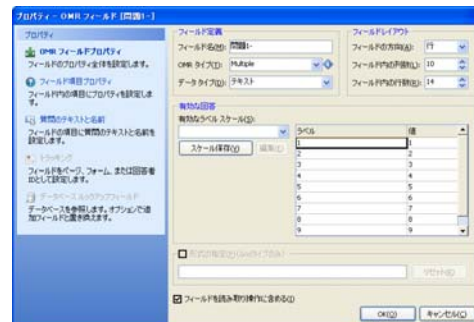 プロパティ - OMR フィールド [問題1-]
プロパティ
OMR フィールドプロパティ
フィールドのプロパティ全体を設定します。
フィールド項目プロパティ
フィールド内の項目にプロパティを設定します。
質問のテキストと名前
フィールドの項目に質問のテキストと名前を設定します。
トラッキング
フィールドをページ、フォーム、または回答者IDとして設定します。
データベース ルックアップフィールド
データベースを参照します。オプションで追加フィールドと置き換えます。
フィールド定義
フィールド名(M): 問題1-
OMR タイプ(T): Multiple
データ タイプ(D): テキスト
フィールドレイアウト
フィールドの方向(A): 行
フィールド内の列数(L): 10
フィールド内の行数(R): 14
有効な回答
有効なラベル スケール(S):
スケール保存(V) 編集(E)
ラベル 値
1 1
2 2
3 3
4 4
5 5
6 6
7 7
8 8
9 9
リセット(E)
フィールドを読み取り操作に含める(I)
OK(O) キャンセル(C)